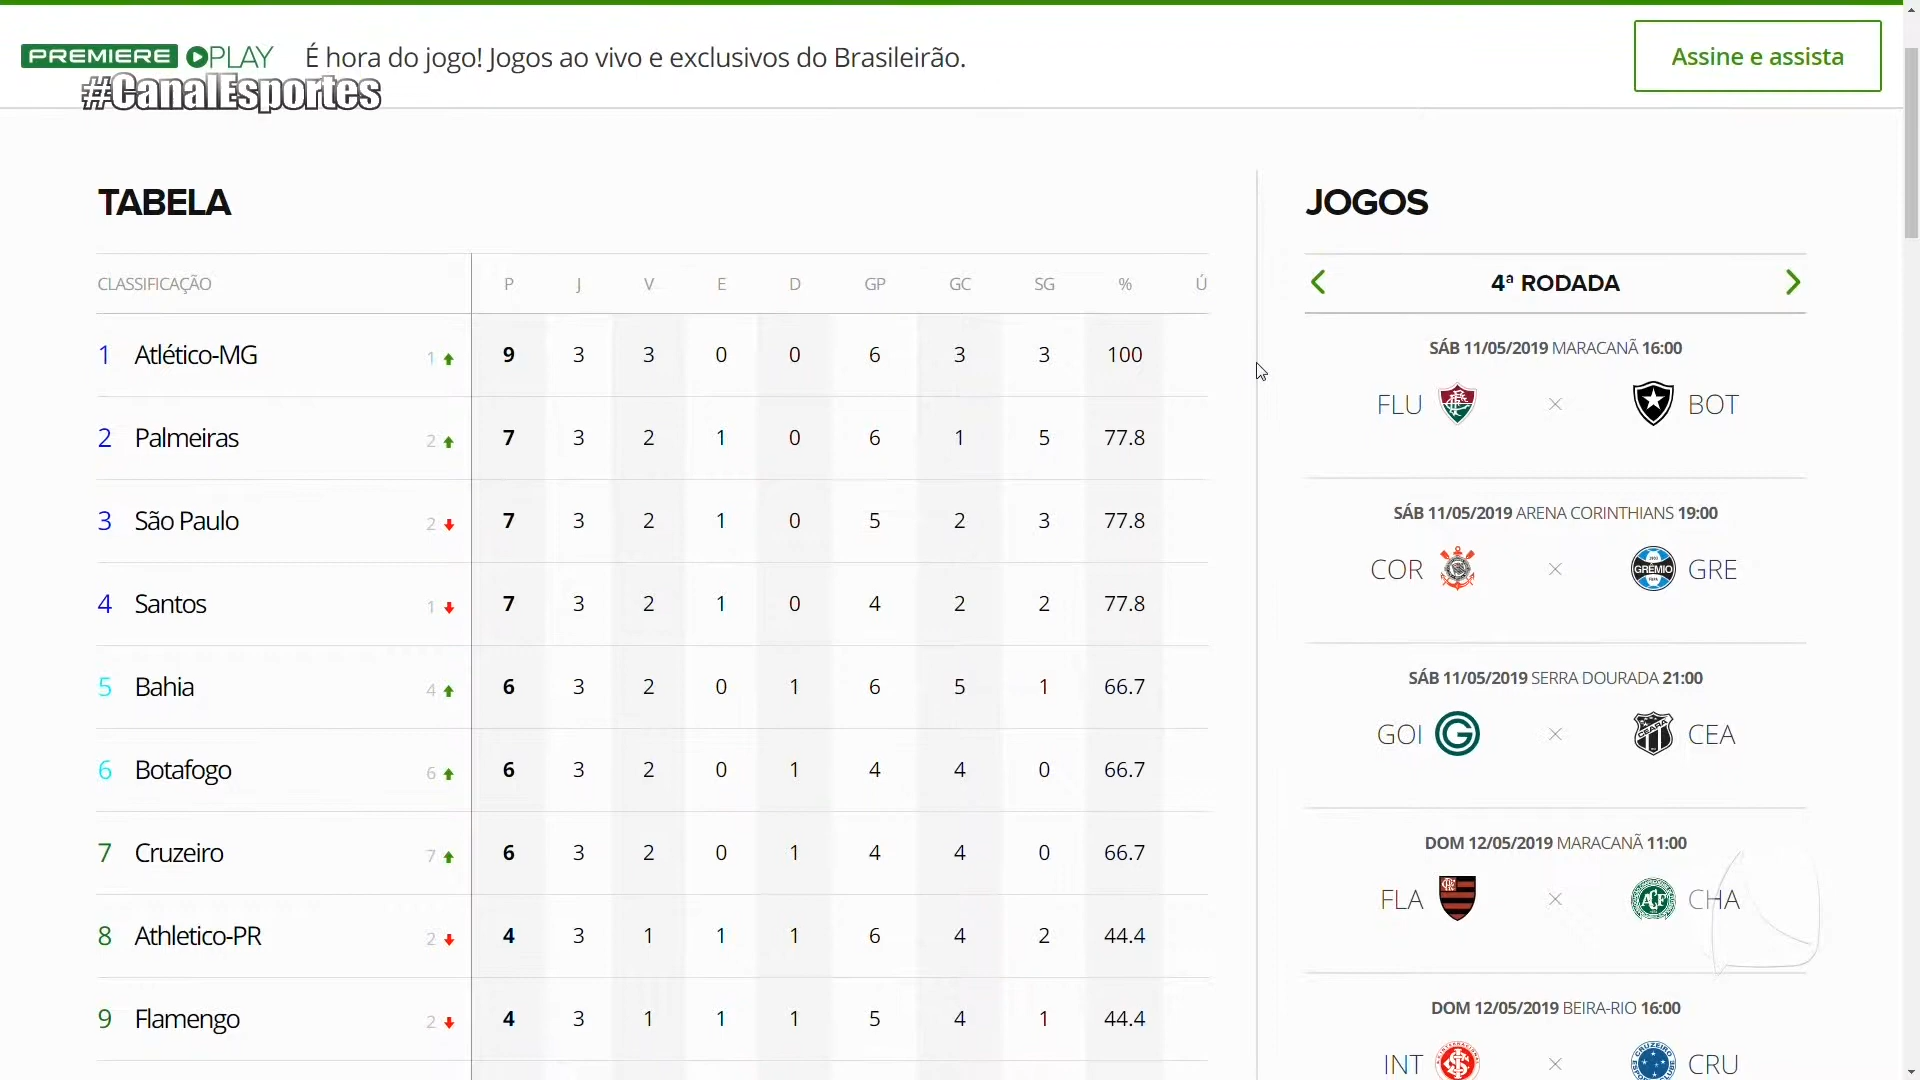 PREMIERE PLAY É hora do jogo! Jogos ao vivo e exclusivos do Brasileirão. Assine e assista
#CanalEsportes
TABELA
CLASSIFICAÇÃO P J V E D GP GC SG % Ú
1 Atlético-MG 1 9 3 3 0 0 6 3 3 100
2 Palmeiras 2 7 3 2 1 0 6 1 5 77.8
3 São Paulo 2 7 3 2 1 0 5 2 3 77.8
4 Santos 1 7 3 2 1 0 4 2 2 77.8
5 Bahia 4 6 3 2 0 1 6 5 1 66.7
6 Botafogo 6 6 3 2 0 1 4 4 0 66.7
7 Cruzeiro 7 6 3 2 0 1 4 4 0 66.7
8 Athletico-PR 2 4 3 1 1 1 6 4 2 44.4
9 Flamengo 2 4 3 1 1 1 5 4 1 44.4
JOGOS
4ª RODADA
SÁB 11/05/2019 MARACANÃ 16:00
FLU × BOT
SÁB 11/05/2019 ARENA CORINTHIANS 19:00
COR × GRÊMIO GRE
SÁB 11/05/2019 SERRA DOURADA 21:00
GOI G × CEARÁ CEA
DOM 12/05/2019 MARACANÃ 11:00
FLA × ACF CHA
DOM 12/05/2019 BEIRA-RIO 16:00
INT × CRUZEIRO CRU